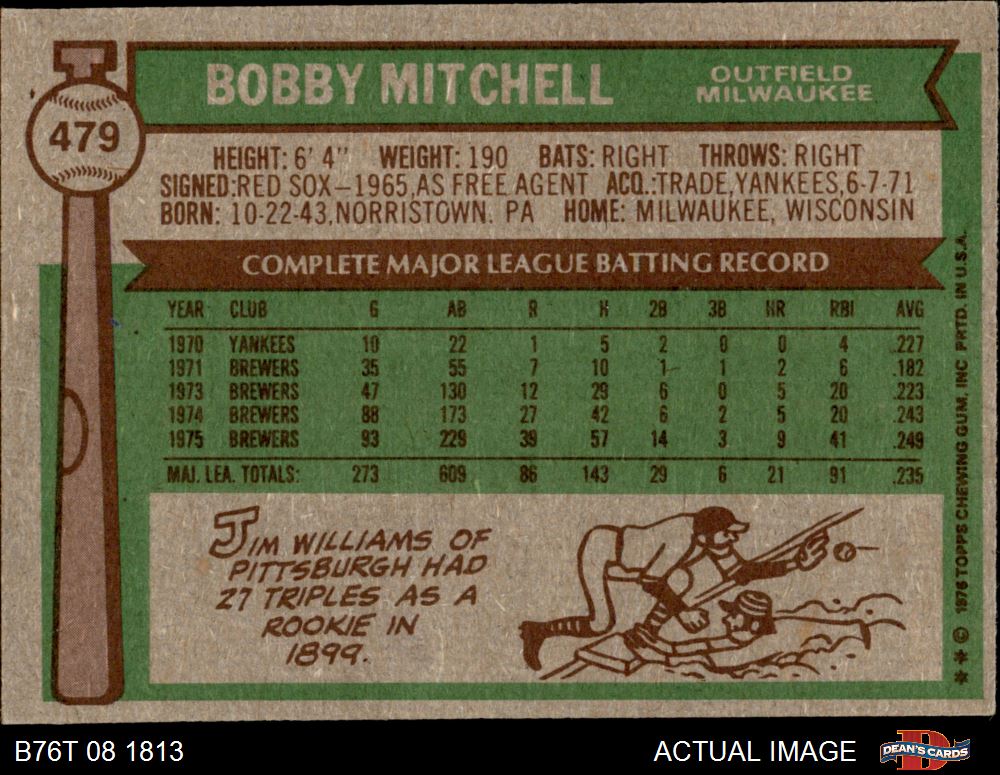 479
BOBBY MITCHELL
OUTFIELD
MILWAUKEE
HEIGHT: 6' 4" WEIGHT: 190 BATS: RIGHT THROWS: RIGHT
SIGNED:RED SOX–1965,AS FREE AGENT ACQ.:TRADE,YANKEES,6-7-71
BORN: 10-22-43,NORRISTOWN. PA HOME: MILWAUKEE, WISCONSIN
COMPLETE MAJOR LEAGUE BATTING RECORD
YEAR CLUB G AB R H 2B 3B HR RBI AVG
1970 YANKEES 10 22 1 5 2 0 0 4 .227
1971 BREWERS 35 55 7 10 1 1 2 6 .182
1973 BREWERS 47 130 12 29 6 0 5 20 .223
1974 BREWERS 88 173 27 42 6 2 5 20 .243
1975 BREWERS 93 229 39 57 14 3 9 41 .249
MAJ. LEA. TOTALS: 273 609 86 143 29 6 21 91 .235
JIM WILLIAMS OF
PITTSBURGH HAD
27 TRIPLES AS A
ROOKIE IN
1899.
** © 1976 TOPPS CHEWING GUM, INC PRTD. IN U.S.A.
B76T 08 1813
ACTUAL IMAGE
D
DEAN'S CARDS